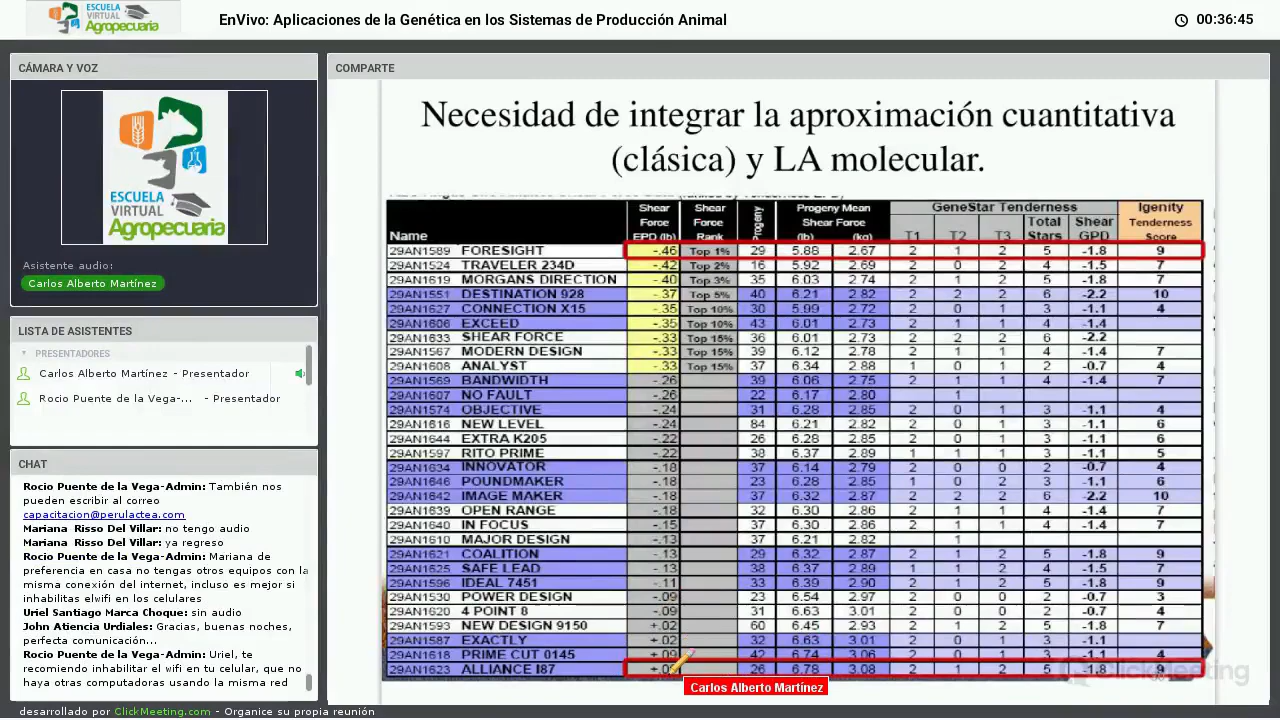 ESCUELA
VIRTUAL
Agropecuaria
EnVivo: Aplicaciones de la Genética en los Sistemas de Producción Animal
00:36:45
CÁMARA Y VOZ
ESCUELA
VIRTUAL
Agropecuaria
Asistente audio:
Carlos Alberto Martínez
LISTA DE ASISTENTES
PRESENTADORES
Carlos Alberto Martínez - Presentador
Rocio Puente de la Vega-... - Presentador
CHAT
Rocio Puente de la Vega-Admin: También nos
pueden escribir al correo
capacitacion@perulactea.com
Mariana Risso Del Villar: no tengo audio
Mariana Risso Del Villar: ya regreso
Rocio Puente de la Vega-Admin: Mariana de
preferencia en casa no tengas otros equipos con la
misma conexión del internet, incluso es mejor si
inhabilitas elvifi en los celulares
Uriel Santiago Marca Choque: sin audio
John Atiencia Urdiales: Gracias, buenas noches,
perfecta comunicación...
Rocio Puente de la Vega-Admin: Uriel, te
recomiendo inhabilitar el wifi en tu celular, que no
haya otras computadoras usando la misma red
COMPARTE
Necesidad de integrar la aproximación cuantitativa
(clásica) y LA molecular.
Name Shear Force EPD (lb) Shear Force Rank Progeny Progeny Mean Shear Force (lb) (kg) GeneStar Tenderness T1 T2 T3 Total Stars Shear GPD Igenity Tenderness Score
29AN1589 FORESIGHT -.46 Top 1% 29 5.88 2.67 2 1 2 5 -1.8 9
29AN1524 TRAVELER 234D -.42 Top 2% 16 5.92 2.69 2 0 2 4 -1.5 7
29AN1619 MORGANS DIRECTION -.40 Top 3% 35 6.03 2.74 2 1 2 5 -1.8 7
29AN1551 DESTINATION 928 -.37 Top 5% 40 6.21 2.82 2 2 2 6 -2.2 10
29AN1627 CONNECTION X15 -.35 Top 10% 30 5.99 2.72 2 0 1 3 -1.1 4
29AN1606 EXCEED -.35 Top 10% 43 6.01 2.73 2 1 1 4 -1.4
29AN1633 SHEAR FORCE -.33 Top 15% 36 6.01 2.73 2 2 2 6 -2.2
29AN1567 MODERN DESIGN -.33 Top 15% 39 6.12 2.78 2 1 1 4 -1.4 7
29AN1608 ANALYST -.33 Top 15% 37 6.34 2.88 1 0 1 2 -0.7 4
29AN1569 BANDWIDTH -.26 39 6.06 2.75 2 1 1 4 -1.4 7
29AN1607 NO FAULT -.26 22 6.17 2.80 1
29AN1574 OBJECTIVE -.24 31 6.28 2.85 2 0 1 3 -1.1 4
29AN1616 NEW LEVEL -.24 84 6.21 2.82 2 0 1 3 -1.1 6
29AN1644 EXTRA K205 -.22 26 6.28 2.85 2 0 1 3 -1.1 6
29AN1597 RITO PRIME -.22 38 6.37 2.89 1 1 1 3 -1.1 5
29AN1634 INNOVATOR -.18 37 6.14 2.79 2 0 0 2 -0.7 4
29AN1646 POUNDMAKER -.18 23 6.28 2.85 1 0 2 3 -1.1 6
29AN1642 IMAGE MAKER -.18 37 6.32 2.87 2 2 2 6 -2.2 10
29AN1639 OPEN RANGE -.18 32 6.30 2.86 2 1 1 4 -1.4 7
29AN1640 IN FOCUS -.15 37 6.30 2.86 2 1 1 4 -1.4 7
29AN1610 MAJOR DESIGN -.13 37 6.21 2.82 1
29AN1621 COALITION -.13 29 6.32 2.87 2 1 2 5 -1.8 9
29AN1625 SAFE LEAD -.13 38 6.37 2.89 2 1 2 5 -1.8 7
29AN1596 IDEAL 7451 -.11 33 6.39 2.90 2 1 2 5 -1.8 9
29AN1530 POWER DESIGN -.09 23 6.54 2.97 2 0 0 2 -0.7 3
29AN1620 4 POINT 8 -.09 31 6.63 3.01 2 0 0 2 -0.7 4
29AN1593 NEW DESIGN 9150 +.02 60 6.45 2.93 2 1 2 5 -1.8 7
29AN1587 EXACTLY +.02 32 6.63 3.01 2 0 1 3 -1.1
29AN1618 PRIME CUT 0145 +.09 42 6.74 3.06 2 0 1 3 -1.1 4
29AN1623 ALLIANCE I87 26 6.78 3.08 2 1 2 5 -1.8
ClickMeeting
Carlos Alberto Martínez
desarrollado por ClickMeeting.com - Organice su propia reunión